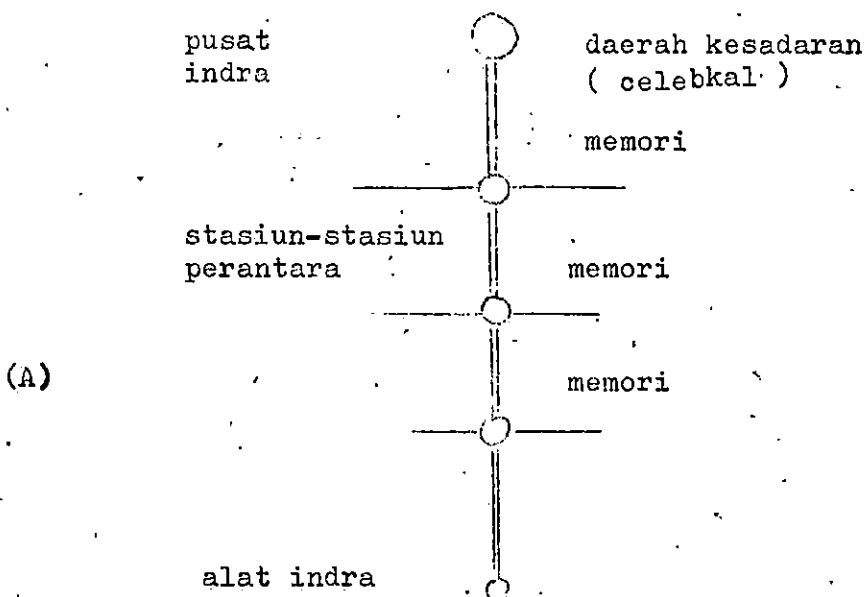 pusat
indra
daerah kesadaran
( celebkal )
memori
stasiun-stasiun
perantara
memori
(A)
memori
alat indra